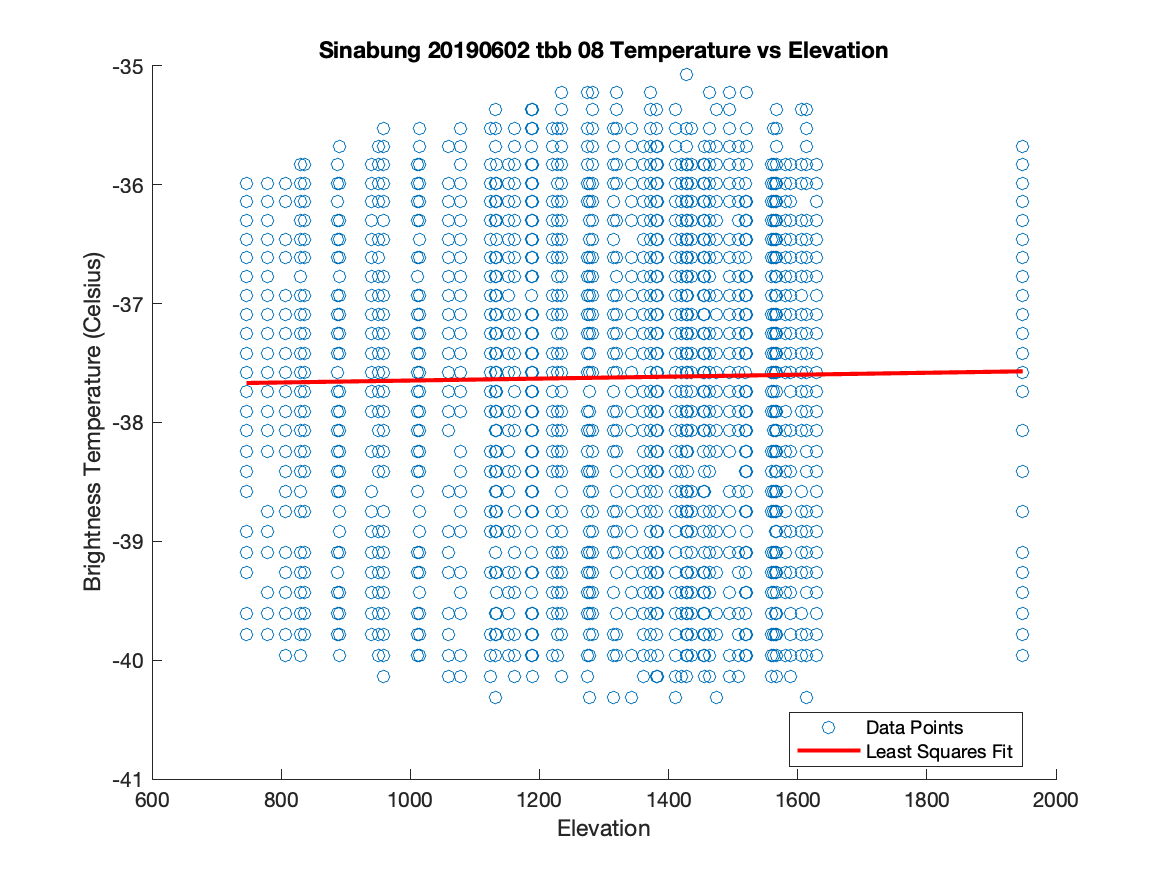 Sinabung 20190602 tbb 08 Temperature vs Elevation
-35
-36
-37
-38
-39
-40
-41
Brightness Temperature (Celsius)
Data Points
Least Squares Fit
600 800 1000 1200 1400 1600 1800 2000
Elevation